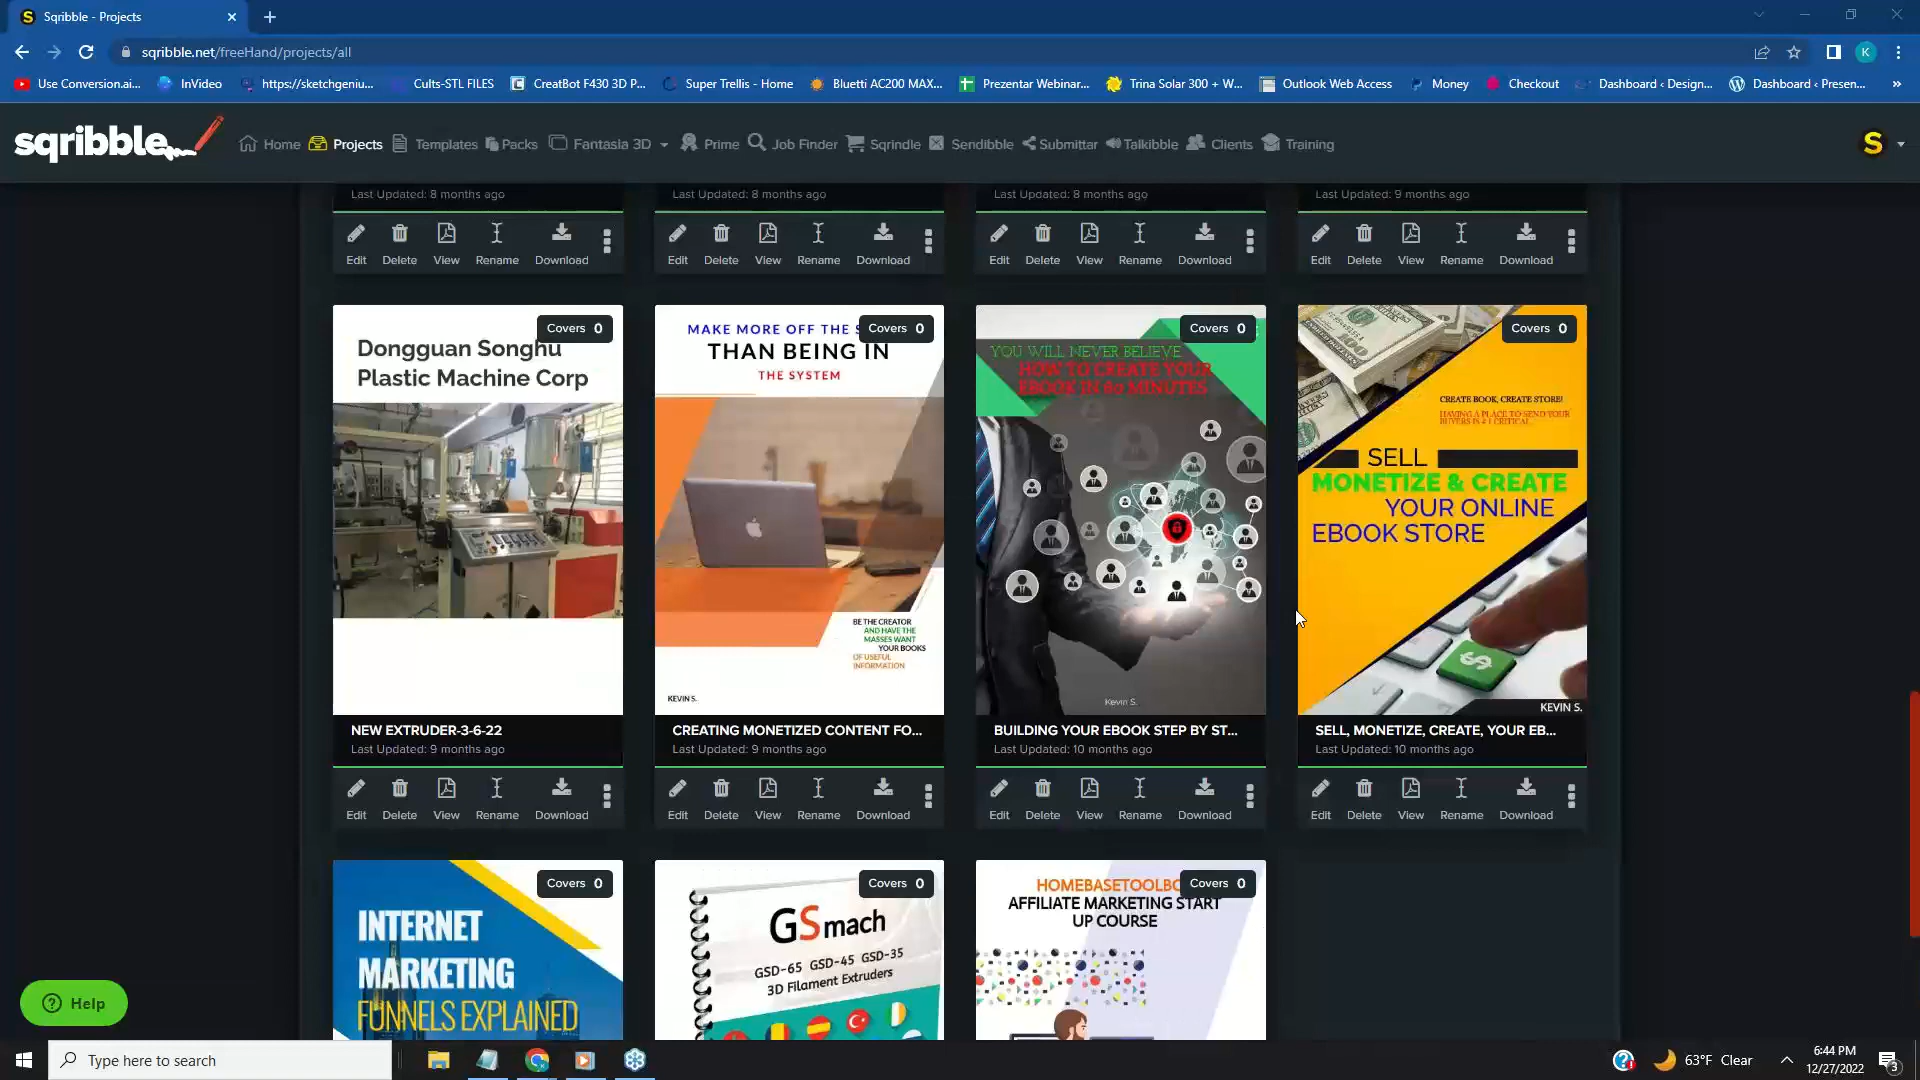 Sqribble - Projects
sqribble.net/freeHand/projects/all
Use Conversion.ai...
InVideo
https://sketchgeniu...
Cults-STL FILES
CreatBot F430 3D P...
Super Trellis - Home
Bluetti AC200 MAX...
Prezentar Webinar...
Trina Solar 300 + W...
Outlook Web Access
Money
Checkout
Dashboard ‹ Design...
Dashboard ‹ Presen...
»
sqribble
Home
Projects
Templates
Packs
Fantasia 3D
Prime
Job Finder
Sqrindle
Sendibble
Submittar
Talkibble
Clients
Training
S
K
Last Updated: 8 months ago
Last Updated: 8 months ago
Last Updated: 8 months ago
Last Updated: 9 months ago
Edit Delete View Rename Download
Edit Delete View Rename Download
Edit Delete View Rename Download
Edit Delete View Rename Download
Covers 0
Dongguan Songhu
Plastic Machine Corp
NEW EXTRUDER-3-6-22
Last Updated: 9 months ago
Edit Delete View Rename Download
Covers 0
MAKE MORE OFF THE S
THAN BEING IN
THE SYSTEM
BE THE CREATOR
AND HAVE THE
MASSES WANT
YOUR BOOKS
OF USEFUL
INFORMATION
KEVIN S.
CREATING MONETIZED CONTENT FO...
Last Updated: 9 months ago
Edit Delete View Rename Download
Covers 0
YOU WILL NEVER BELIEVE
HOW TO CREATE YOUR
EBOOK IN 60 MINUTES
Kevin S.
BUILDING YOUR EBOOK STEP BY ST...
Last Updated: 10 months ago
Edit Delete View Rename Download
Covers 0
CREATE BOOK, CREATE STORE!
HAVING A PLACE TO SEND YOUR
BUYERS IS # 1 CRITICAL.
SELL
MONETIZE & CREATE
YOUR ONLINE
EBOOK STORE
KEVIN S.
SELL, MONETIZE, CREATE, YOUR EB...
Last Updated: 10 months ago
Edit Delete View Rename Download
Covers 0
INTERNET
MARKETING
FUNNELS EXPLAINED
Covers 0
GSmach
GSD-65 GSD-45 GSD-35
3D Filament Extruders
Covers 0
HOMEBASETOOLBO
AFFILIATE MARKETING START
UP COURSE
Help
Type here to search
63°F Clear
6:44 PM
12/27/2022
3